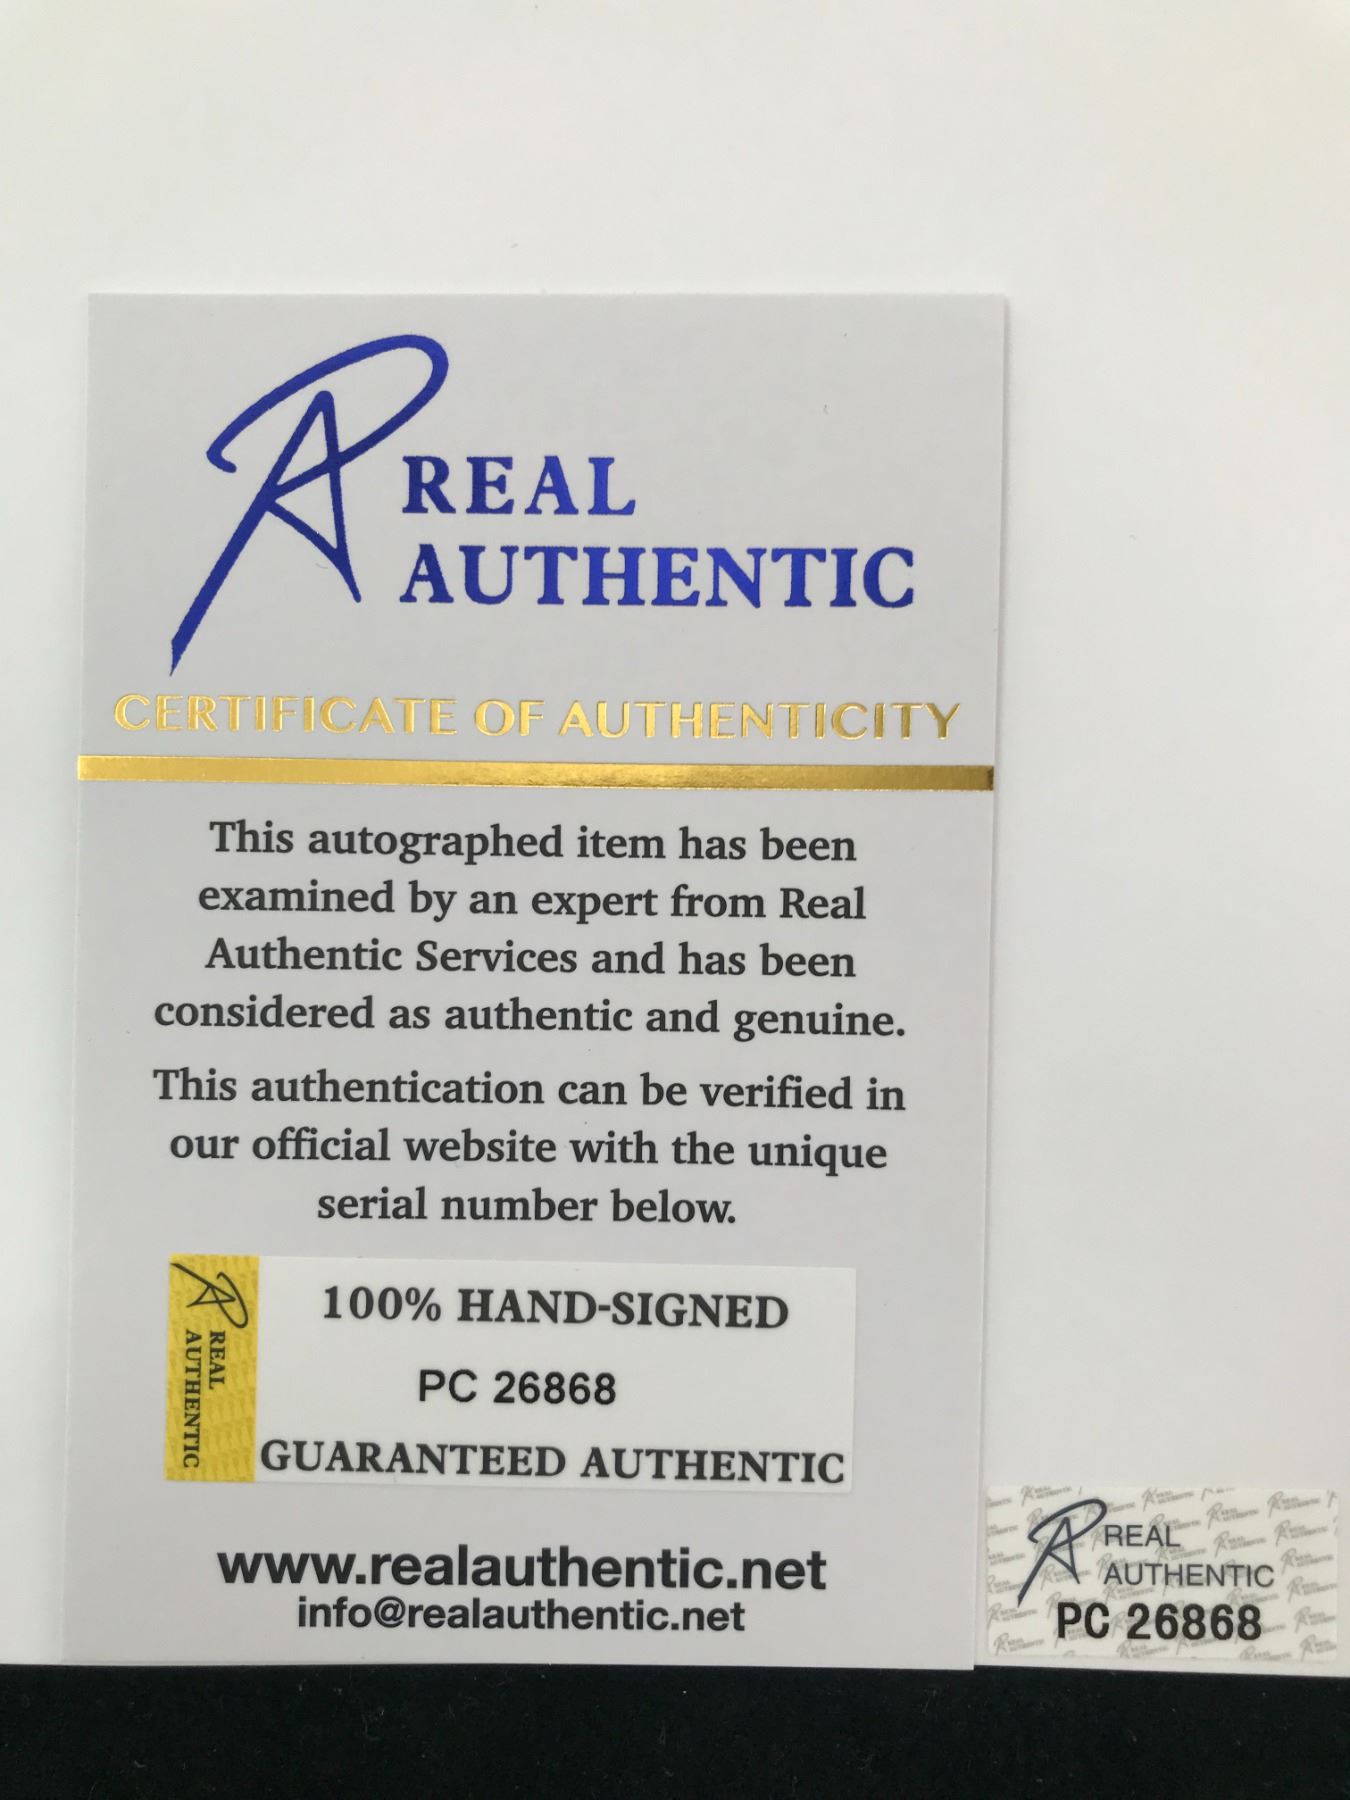 REAL
AUTHENTIC
CERTIFICATE OF AUTHENTICITY
This autographed item has been
examined by an expert from Real
Authentic Services and has been
considered as authentic and genuine.
This authentication can be verified in
our official website with the unique
serial number below.
REAL
AUTHENTIC
100% HAND-SIGNED
PC 26868
GUARANTEED AUTHENTIC
www.realauthentic.net
info@realauthentic.net
REAL
AUTHENTIC
PC 26868